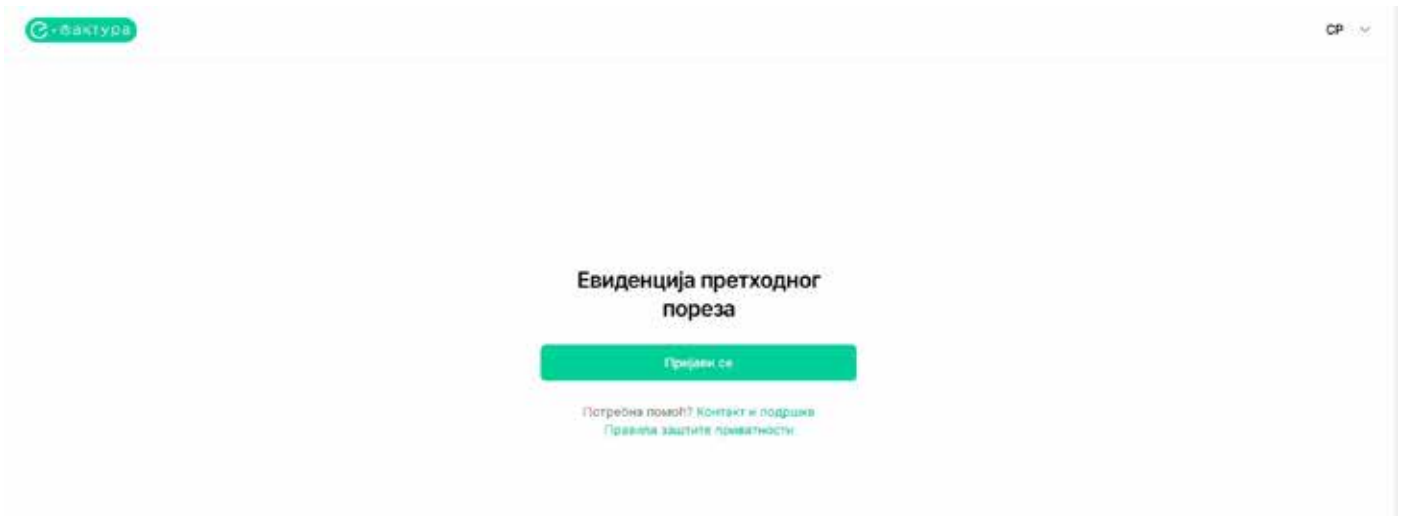 е-фактура
СР
Евиденција претходног
пореза
Пријави се
Потребна помоћ? Контакт и подршка
Правила заштите приватности